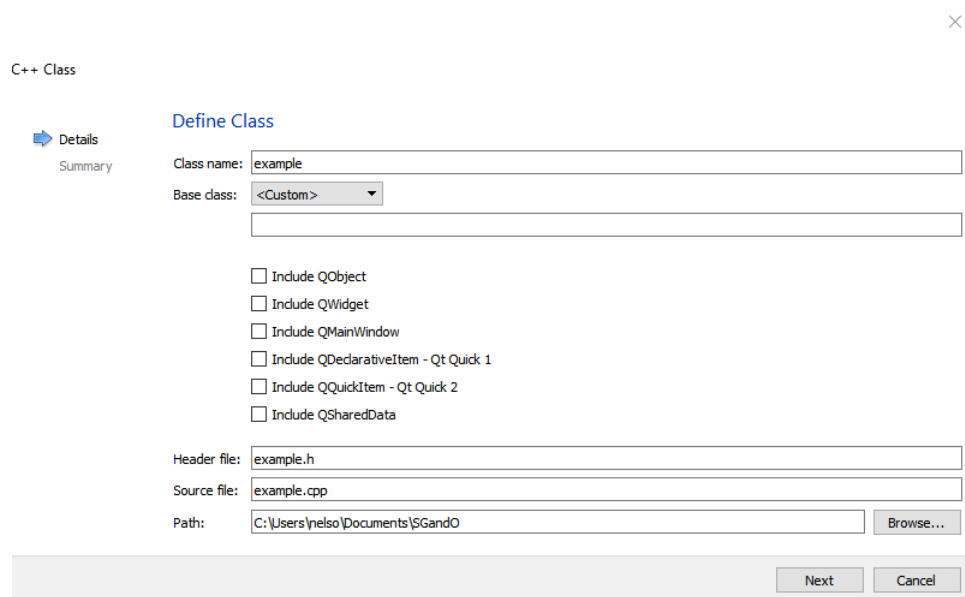 C++ Class
Define Class
Details
Summary
Class name: example
Base class: <Custom>
Include QObject
Include QWidget
Include QMainWindow
Include QDeclarativeItem - Qt Quick 1
Include QQuickItem - Qt Quick 2
Include QSharedData
Header file: example.h
Source file: example.cpp
Path: C:\Users\nelso\Documents\SGandO Browse...
Next Cancel